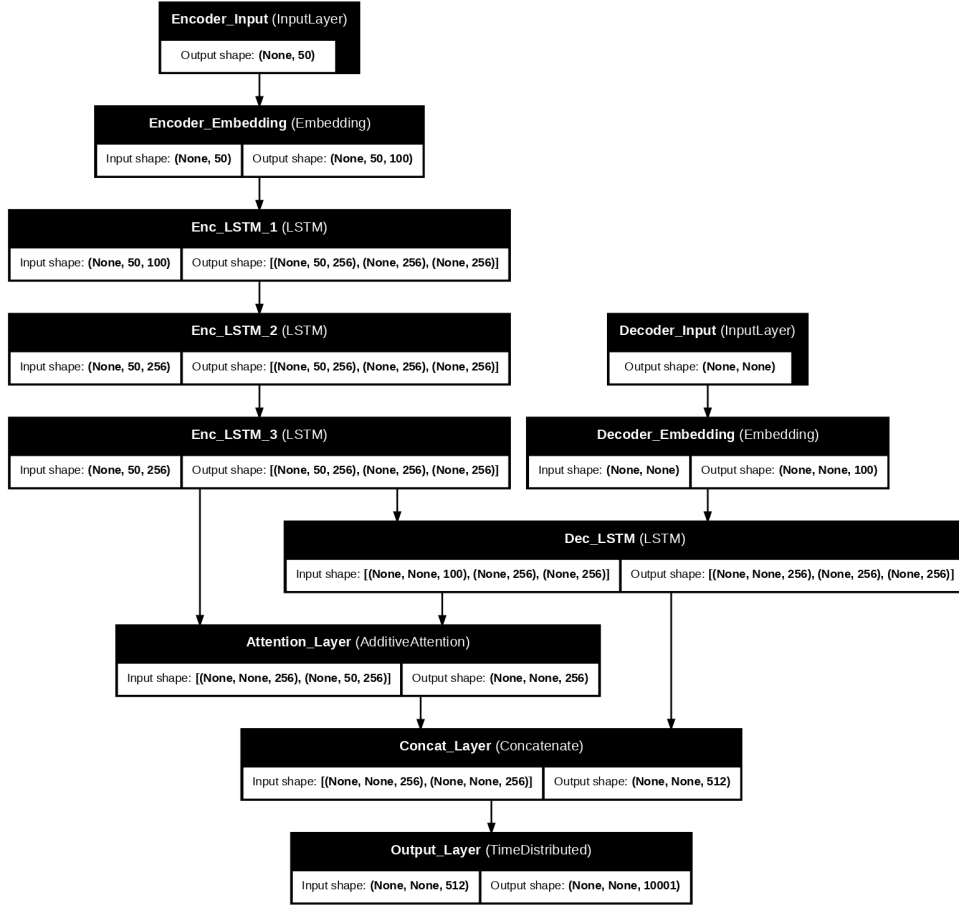 Encoder_Input (InputLayer)
Output shape: (None, 50)
Encoder_Embedding (Embedding)
Input shape: (None, 50) Output shape: (None, 50, 100)
Enc_LSTM_1 (LSTM)
Input shape: (None, 50, 100) Output shape: [(None, 50, 256), (None, 256), (None, 256)]
Enc_LSTM_2 (LSTM)
Input shape: (None, 50, 256) Output shape: [(None, 50, 256), (None, 256), (None, 256)]
Decoder_Input (InputLayer)
Output shape: (None, None)
Enc_LSTM_3 (LSTM)
Input shape: (None, 50, 256) Output shape: [(None, 50, 256), (None, 256), (None, 256)]
Decoder_Embedding (Embedding)
Input shape: (None, None) Output shape: (None, None, 100)
Dec_LSTM (LSTM)
Input shape: [(None, None, 100), (None, 256), (None, 256)] Output shape: [(None, None, 256), (None, 256), (None, 256)]
Attention_Layer (AdditiveAttention)
Input shape: [(None, None, 256), (None, 50, 256)] Output shape: (None, None, 256)
Concat_Layer (Concatenate)
Input shape: [(None, None, 256), (None, None, 256)] Output shape: (None, None, 512)
Output_Layer (TimeDistributed)
Input shape: (None, None, 512) Output shape: (None, None, 10001)